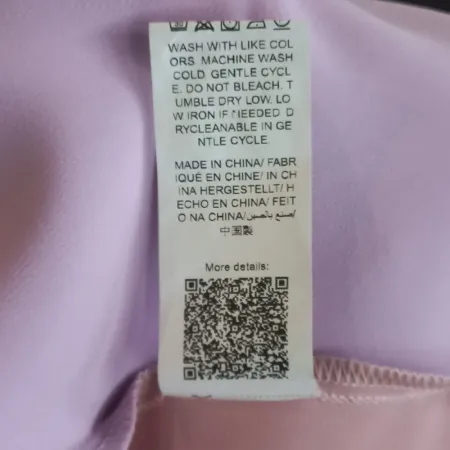 WASH WITH LIKE COL
ORS. MACHINE WASH
COLD. GENTLE CYCL
E. DO NOT BLEACH. T
UMBLE DRY LOW. LO
W IRON IF NEEDED. D
RYCLEANABLE IN GE
NTLE CYCLE.
MADE IN CHINA/ FABR
IQUÉ EN CHINE/ IN CH
INA HERGESTELLT/ H
ECHO EN CHINA/ FEIT
O NA CHINA/صنع بالصين/
中国製
More details: